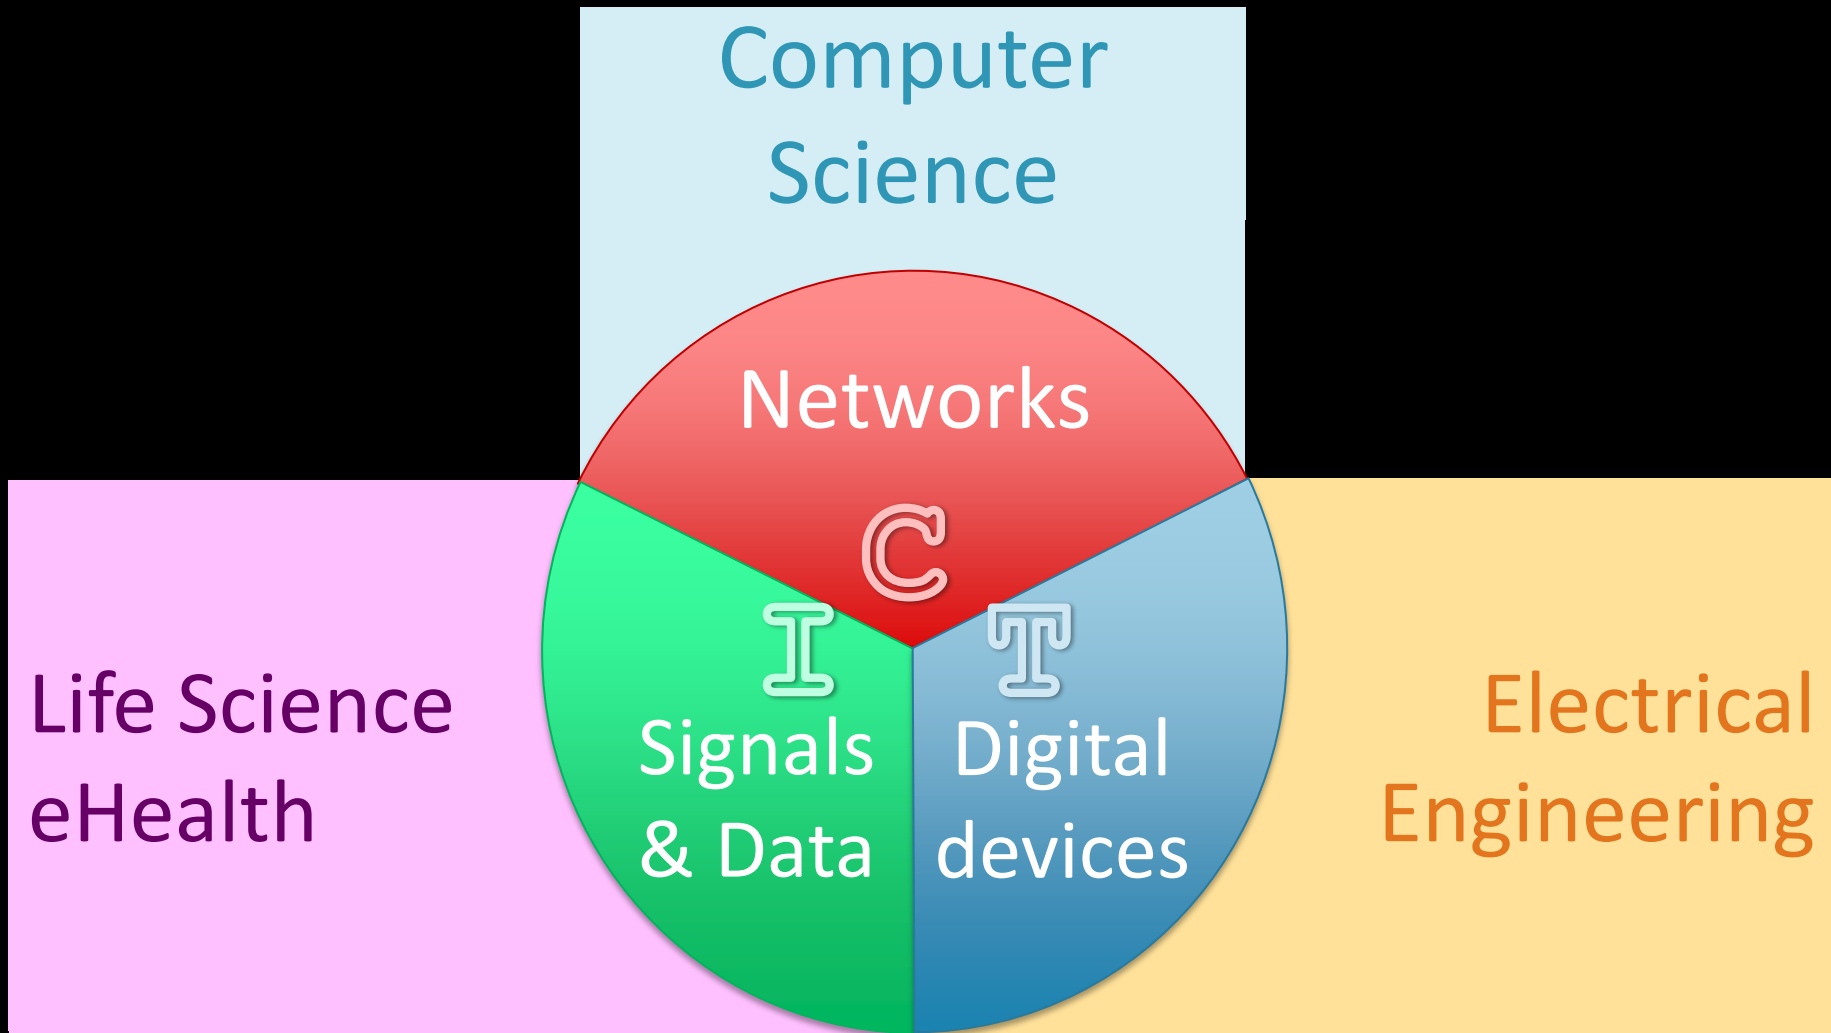 Computer
Science
Networks
C
I T
Life Science
eHealth
Signals
& Data
Digital
devices
Electrical
Engineering